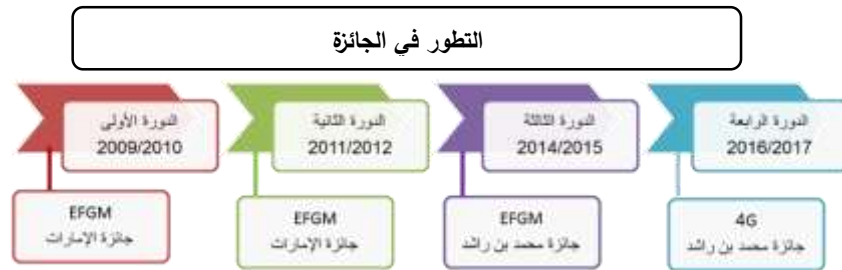 التطور في الجائزة
الدورة الأولى
2009/2010
EFGM
جائزة الإمارات
الدورة الثانية
2011/2012
EFGM
جائزة الإمارات
الدورة الثالثة
2014/2015
EFGM
جائزة محمد بن راشد
الدورة الرابعة
2016/2017
4G
جائزة محمد بن راشد